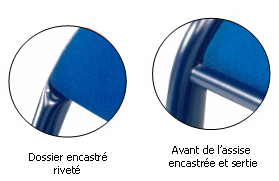 Dossier encastré
riveté
Avant de l'assise
encastrée et sertie